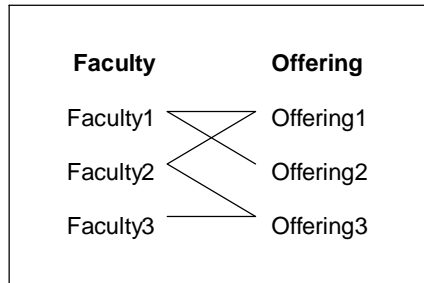 Faculty Offering
Faculty1 Offering1
Faculty2 Offering2
Faculty3 Offering3